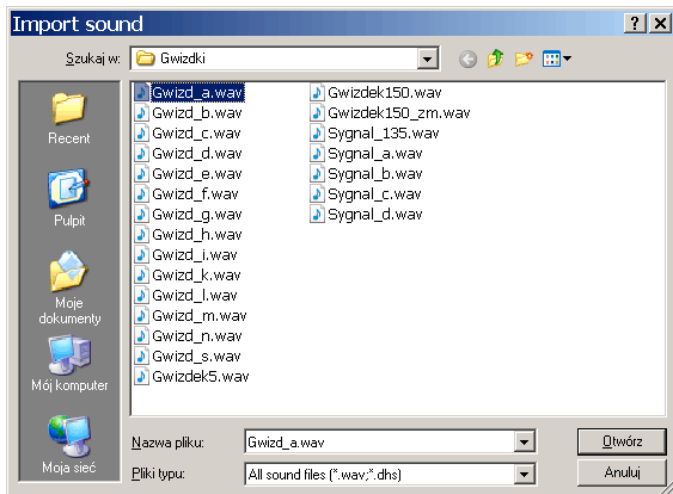 Import sound
Szukaj w: Gwizdki
Recent
Pulpit
Moje
dokumenty
Mój komputer
Moja sieć
Gwizd_a.wav
Gwizd_b.wav
Gwizd_c.wav
Gwizd_d.wav
Gwizd_e.wav
Gwizd_f.wav
Gwizd_g.wav
Gwizd_h.wav
Gwizd_i.wav
Gwizd_k.wav
Gwizd_l.wav
Gwizd_m.wav
Gwizd_n.wav
Gwizd_s.wav
Gwizdek5.wav
Gwizdek150.wav
Gwizdek150_zm.wav
Sygnal_135.wav
Sygnal_a.wav
Sygnal_b.wav
Sygnal_c.wav
Sygnal_d.wav
Nazwa pliku: Gwizd_a.wav Otwórz
Pliki typu: All sound files (*.wav;*.dhs) Anuluj